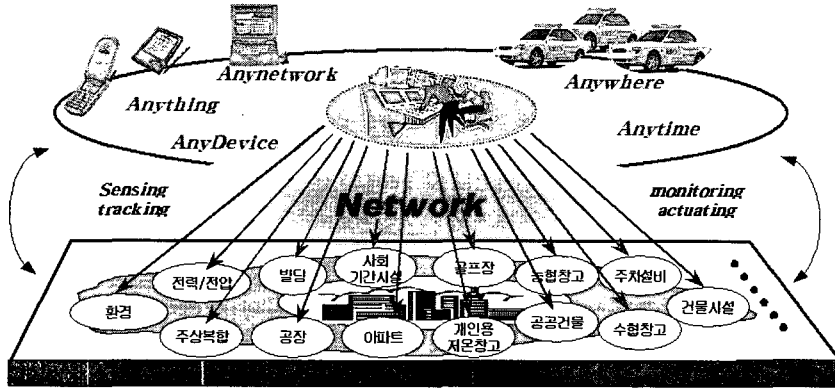 Anynetwork
Anywhere
Anything
Anytime
AnyDevice
Sensing
tracking
monitoring
actuating
Network
사회
기간시설
전력/전압
빌딩
골프장
농협창고
주차설비
환경
건물시설
주상복합
공장
아파트
개인용
저온창고
공공건물
수협창고